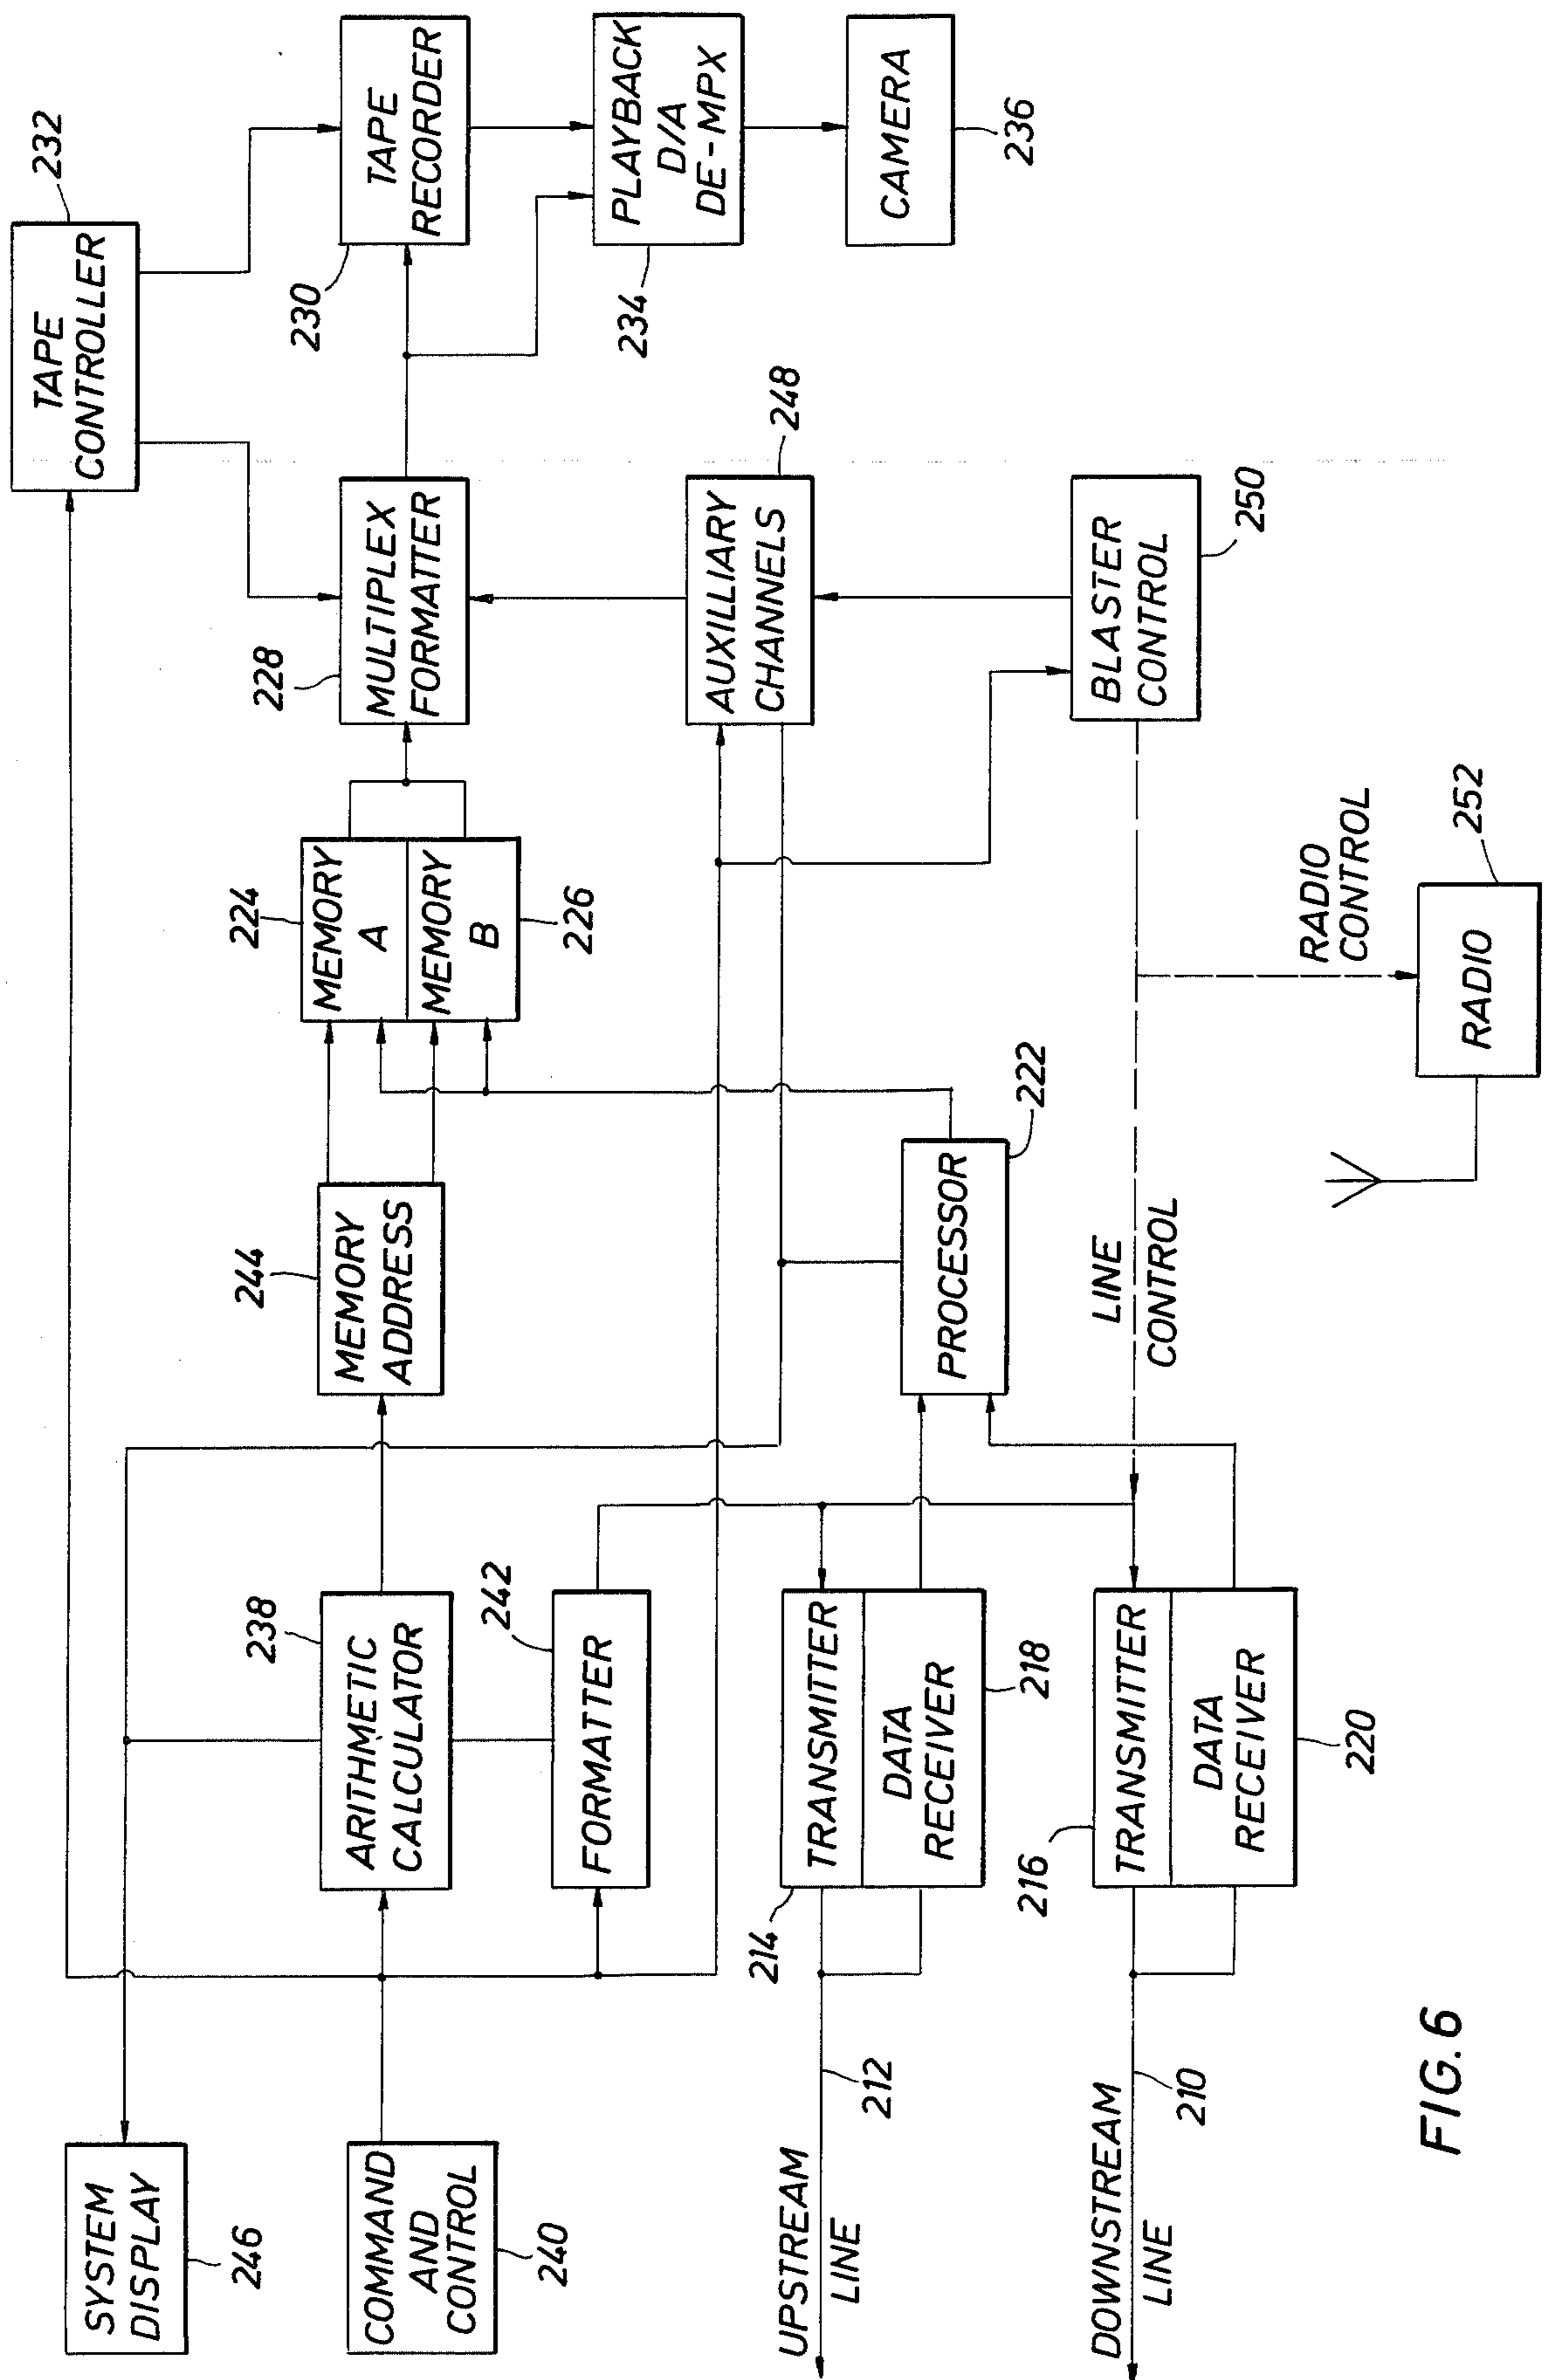 SYSTEM
DISPLAY
246
COMMAND
AND
CONTROL
240
ARITHMETIC
CALCULATOR
238
FORMATTER
242
MEMORY
ADDRESS
244
MEMORY
A
224
MEMORY
B
226
MULTIPLEX
FORMATTER
228
TAPE
CONTROLLER
232
TAPE
RECORDER
230
PLAYBACK
D/A
DE-MPX
234
CAMERA
236
AUXILLIARY
CHANNELS
248
BLASTER
CONTROL
250
PROCESSOR
222
UPSTREAM
LINE
212
TRANSMITTER
214
DATA
RECEIVER
218
DOWNSTREAM
LINE
210
TRANSMITTER
216
DATA
RECEIVER
220
LINE
CONTROL
RADIO
CONTROL
RADIO
252
FIG.6